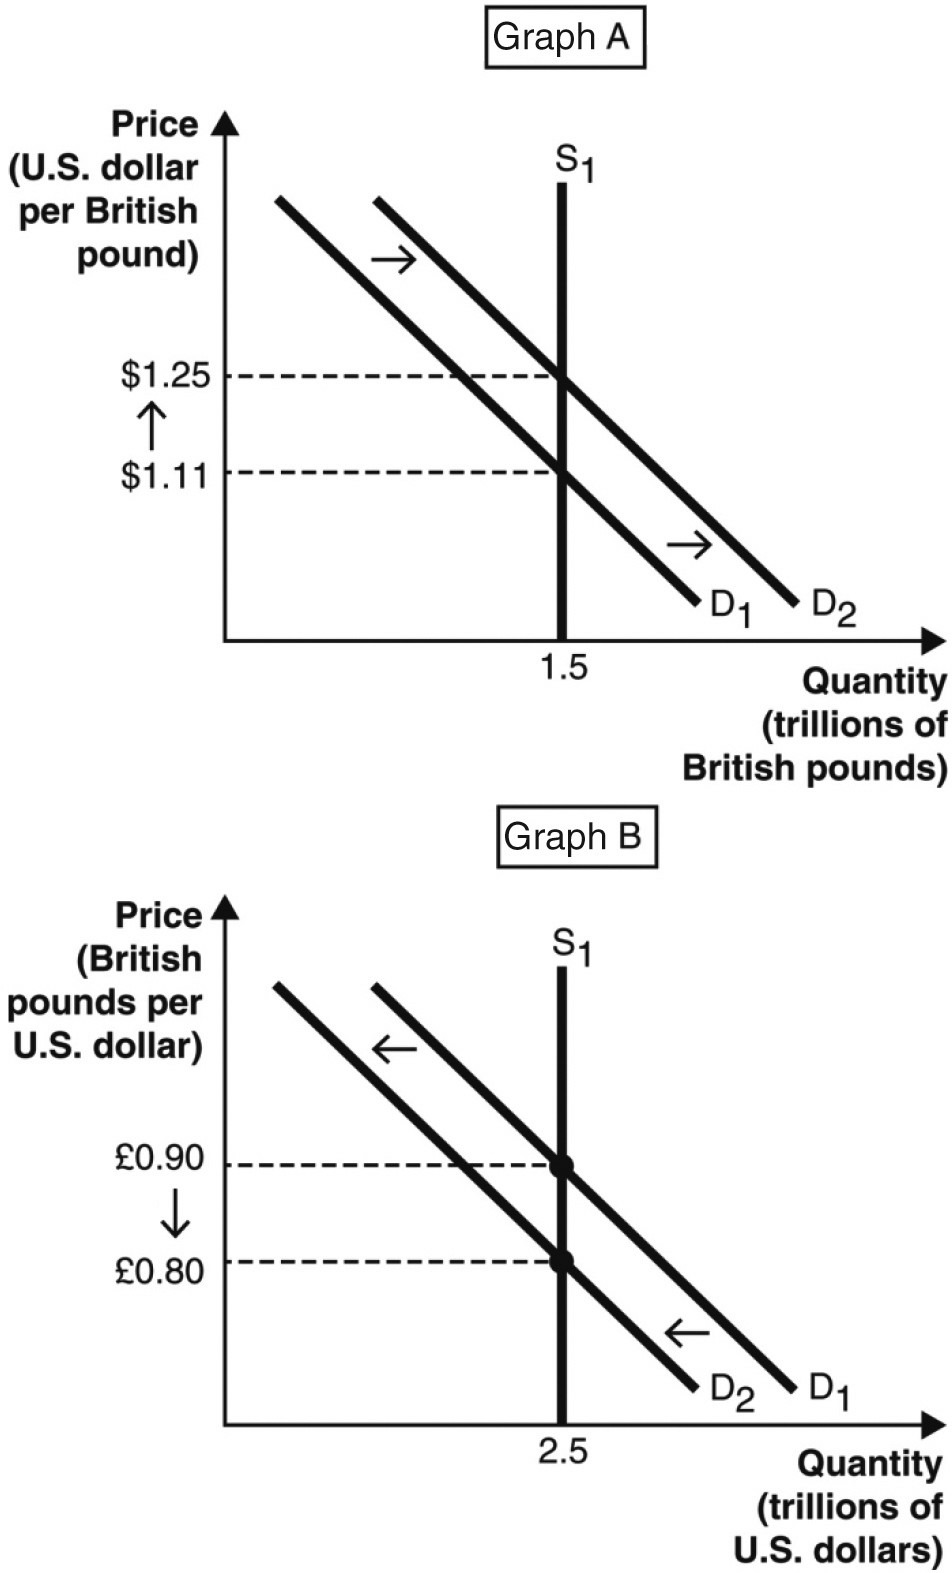 Graph A
Price
(U.S. dollar
per British
pound)
S1
$1.25
$1.11
D1
D2
1.5
Quantity
(trillions of
British pounds)
Graph B
Price
(British
pounds per
U.S. dollar)
S1
£0.90
£0.80
D2
D1
2.5
Quantity
(trillions of
U.S. dollars)